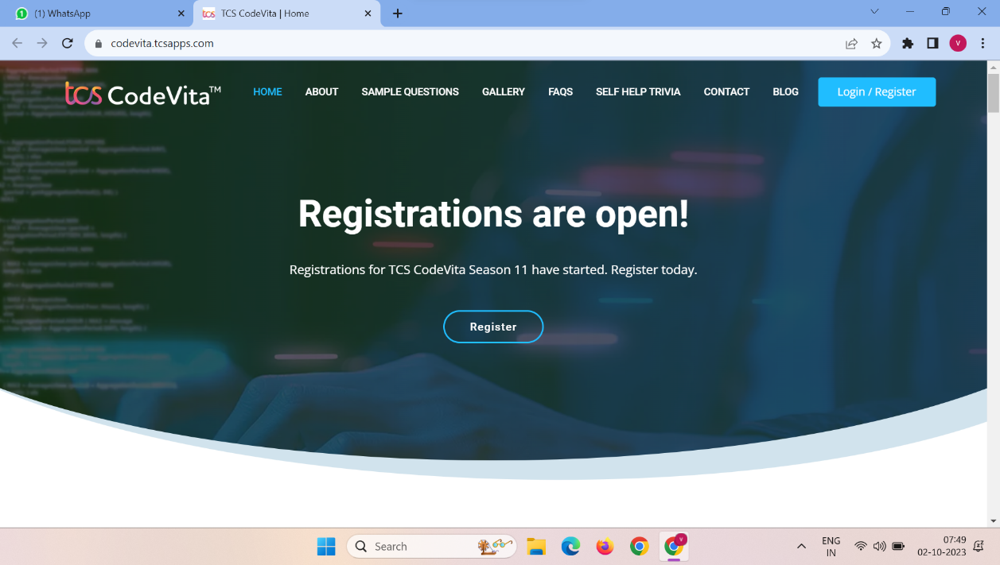 (1) WhatsApp
TCS CodeVita | Home
codevita.tcsapps.com
V
tcs CodeVita™
HOME
ABOUT
SAMPLE QUESTIONS
GALLERY
FAQS
SELF HELP TRIVIA
CONTACT
BLOG
Login / Register
Registrations are open!
Registrations for TCS CodeVita Season 11 have started. Register today.
Register
Search
V
ENG
IN
07:49
02-10-2023